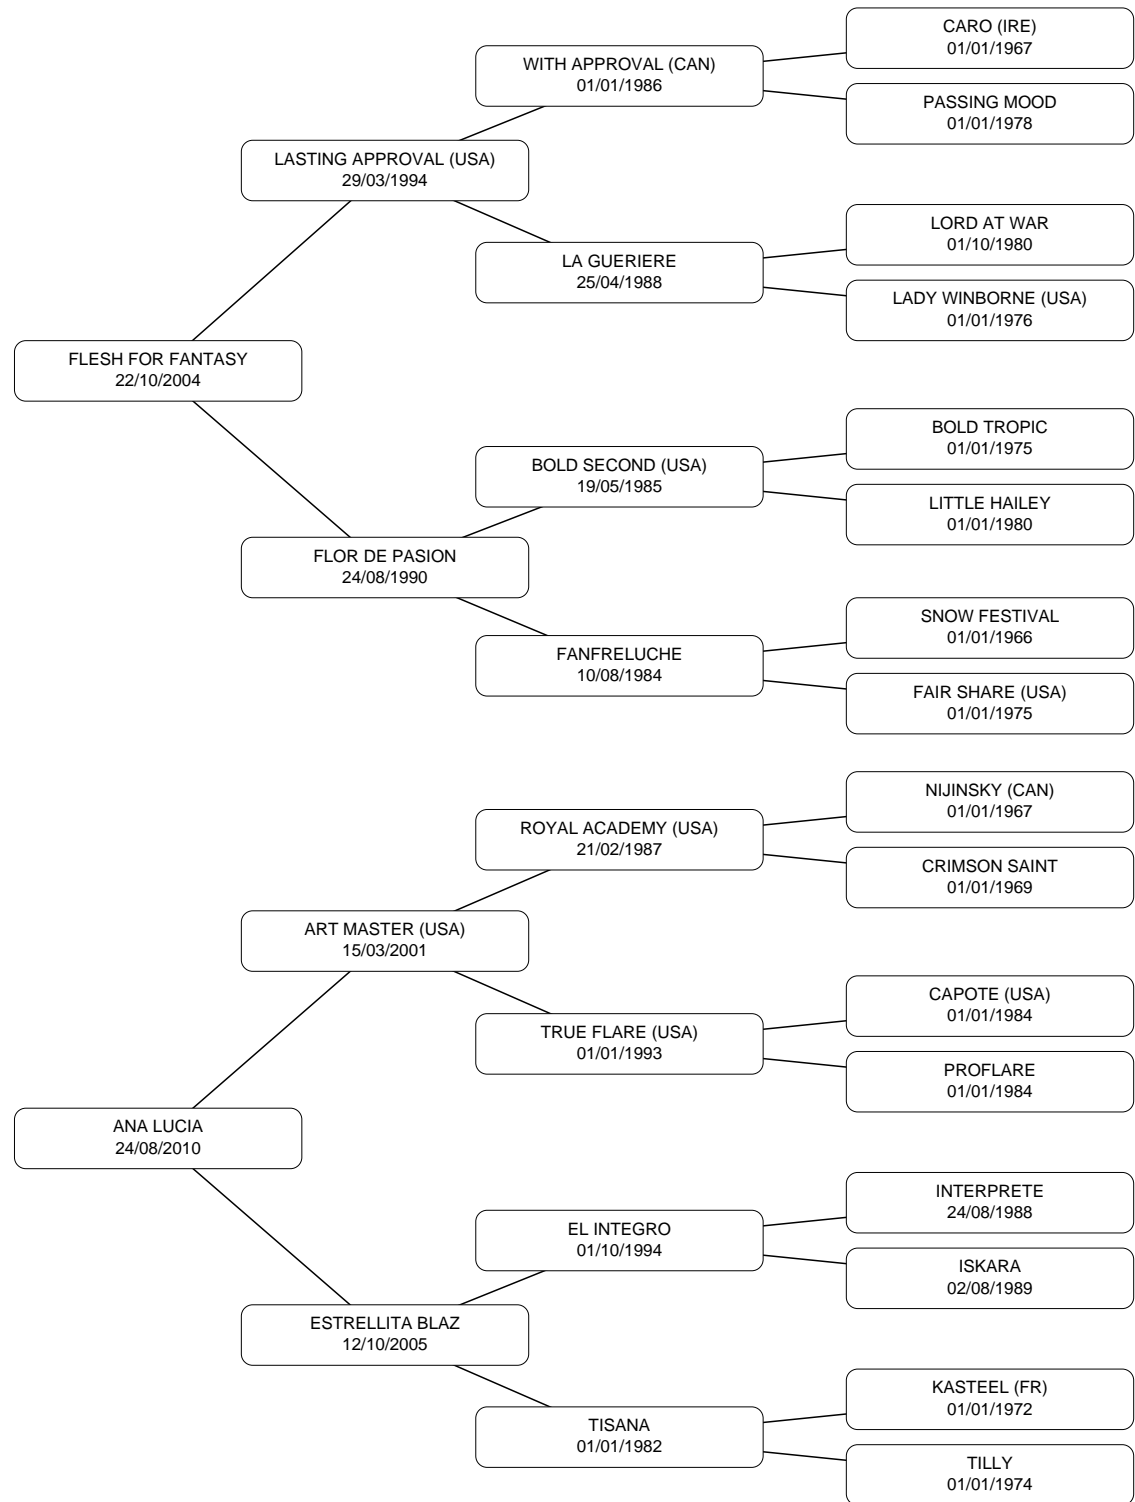 CARO (IRE)
01/01/1967
WITH APPROVAL (CAN)
01/01/1986
PASSING MOOD
01/01/1978
LASTING APPROVAL (USA)
29/03/1994
LORD AT WAR
01/10/1980
LA GUERIERE
25/04/1988
LADY WINBORNE (USA)
01/01/1976
FLESH FOR FANTASY
22/10/2004
BOLD TROPIC
01/01/1975
BOLD SECOND (USA)
19/05/1985
LITTLE HAILEY
01/01/1980
FLOR DE PASION
24/08/1990
SNOW FESTIVAL
01/01/1966
FANFRELUCHE
10/08/1984
FAIR SHARE (USA)
01/01/1975
NIJINSKY (CAN)
01/01/1967
ROYAL ACADEMY (USA)
21/02/1987
CRIMSON SAINT
01/01/1969
ART MASTER (USA)
15/03/2001
CAPOTE (USA)
01/01/1984
TRUE FLARE (USA)
01/01/1993
PROFLARE
01/01/1984
ANA LUCIA
24/08/2010
INTERPRETE
24/08/1988
EL INTEGRO
01/10/1994
ISKARA
02/08/1989
ESTRELLITA BLAZ
12/10/2005
KASTEEL (FR)
01/01/1972
TISANA
01/01/1982
TILLY
01/01/1974